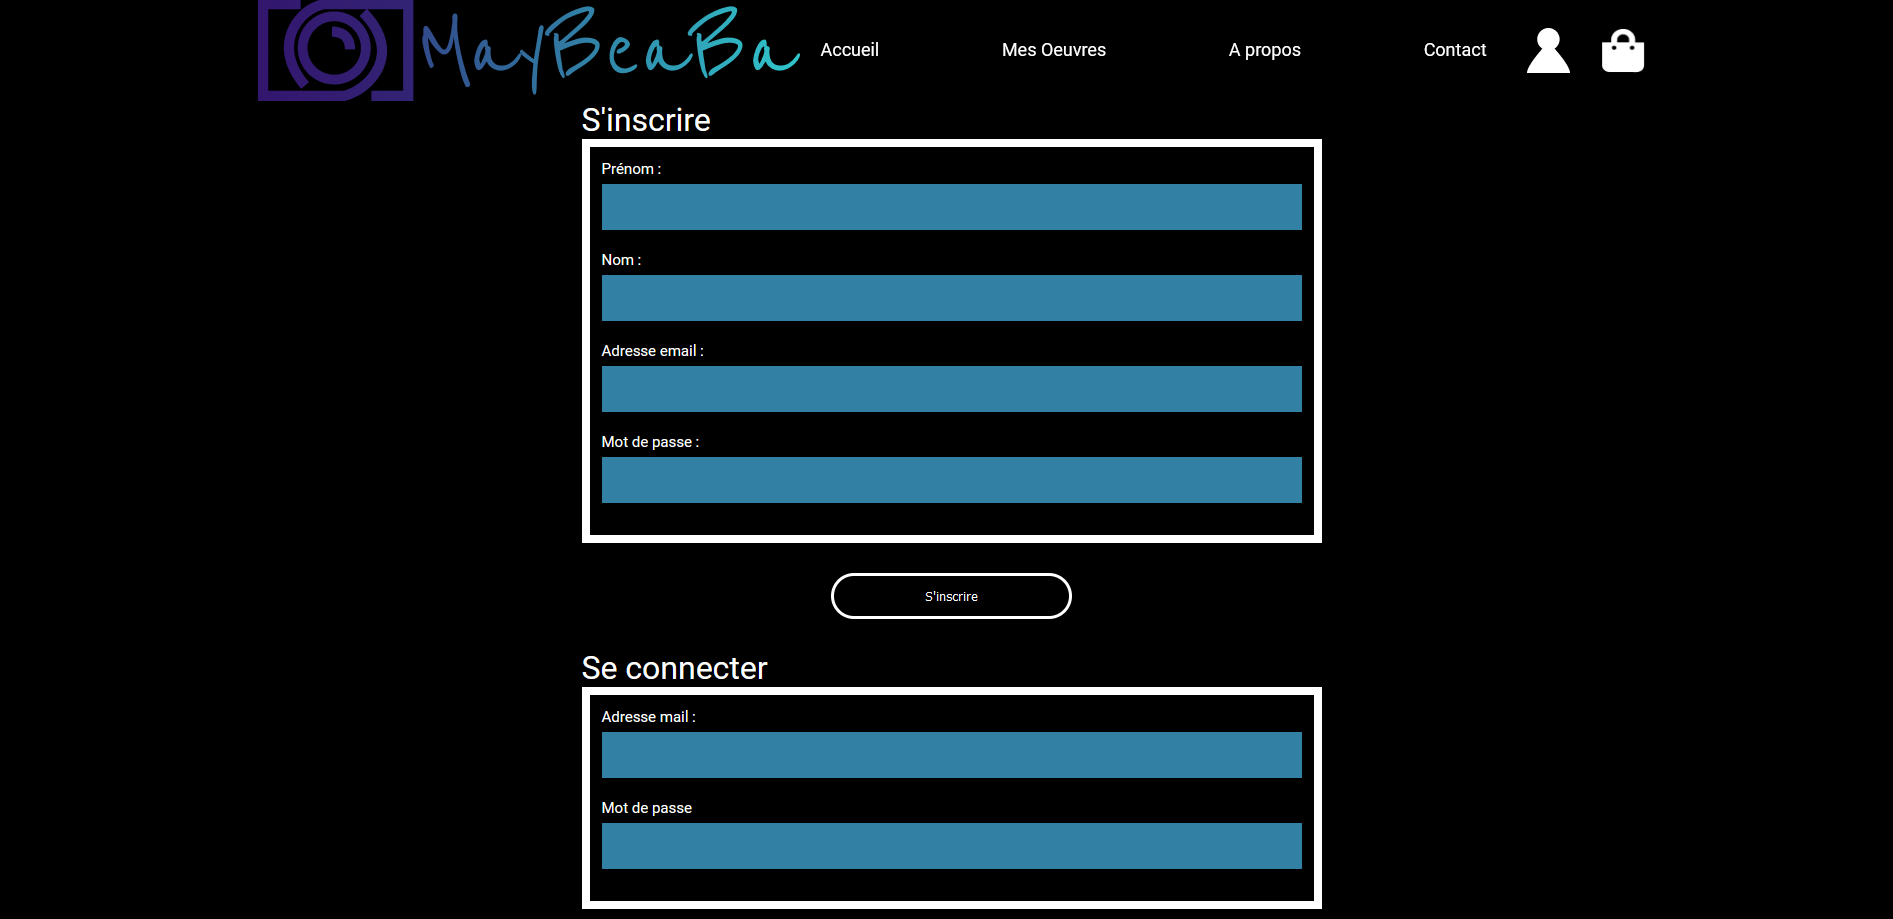 MayBeaBa Accueil Mes Oeuvres A propos Contact
S'inscrire
Prénom :
Nom :
Adresse email :
Mot de passe :
S'inscrire
Se connecter
Adresse mail :
Mot de passe